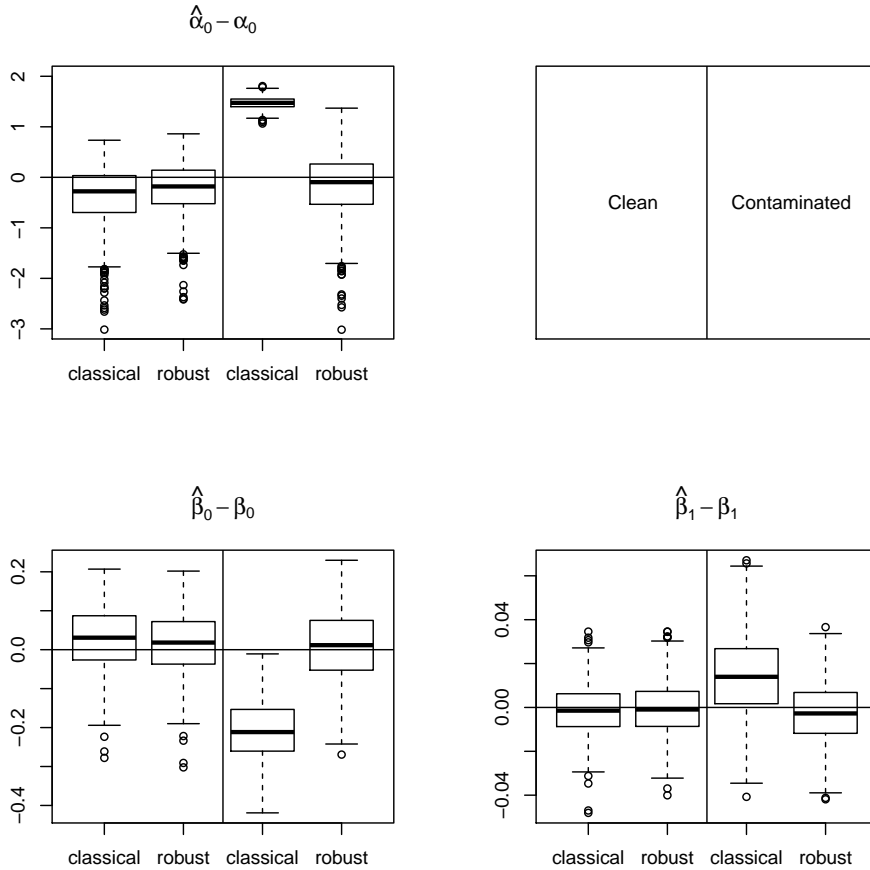 α̂₀ − α₀
2
1
0
−1
−2
−3
classical robust classical robust
Clean Contaminated
β̂₀ − β₀
0.2
0.0
−0.2
−0.4
classical robust classical robust
β̂₁ − β₁
0.04
0.00
−0.04
classical robust classical robust